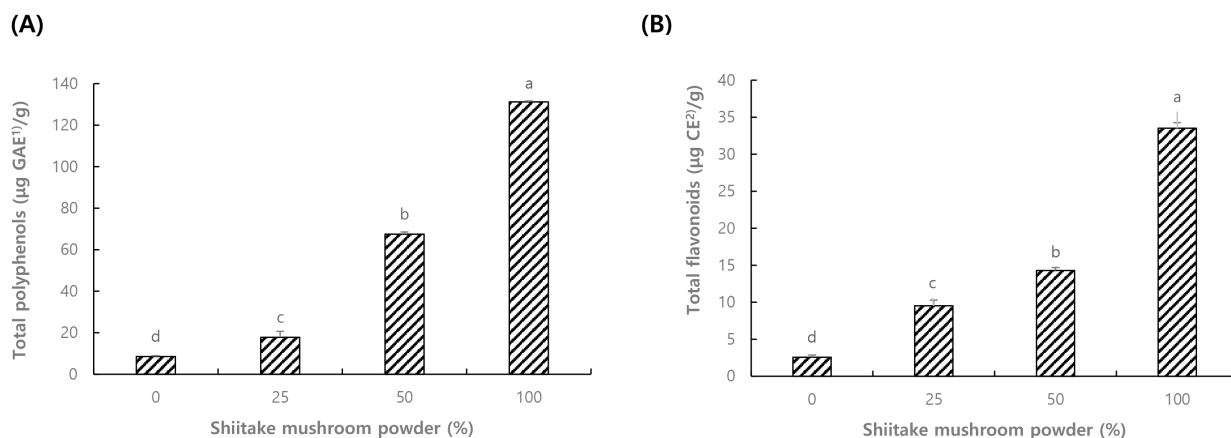 (A)
(B)
Total polyphenols (μg GAE¹⁾/g)
140
120
100
80
60
40
20
0
d
c
b
a
0 25 50 100
Shiitake mushroom powder (%)
Total flavonoids (μg CE²⁾/g)
40
35
30
25
20
15
10
5
0
d
c
b
a
0 25 50 100
Shiitake mushroom powder (%)